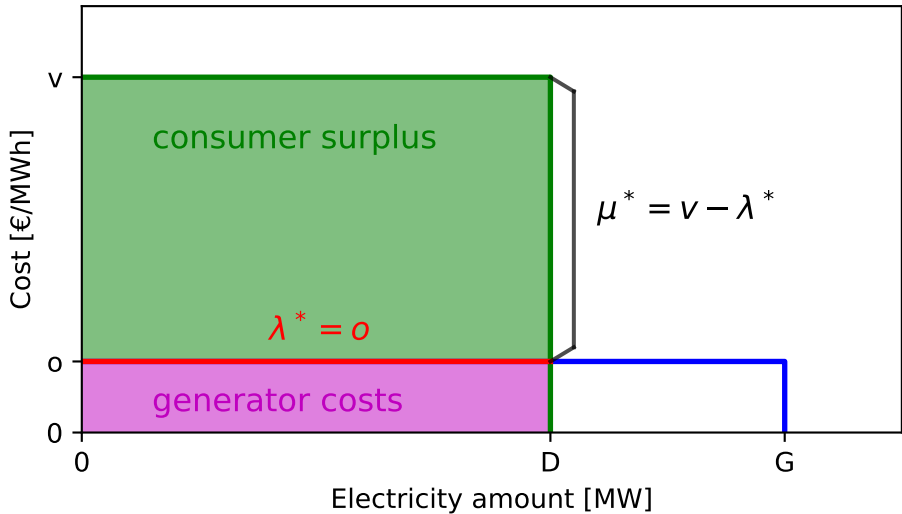 v
consumer surplus
μ* = v − λ*
Cost [€/MWh]
λ* = o
o
generator costs
0
0
D
G
Electricity amount [MW]